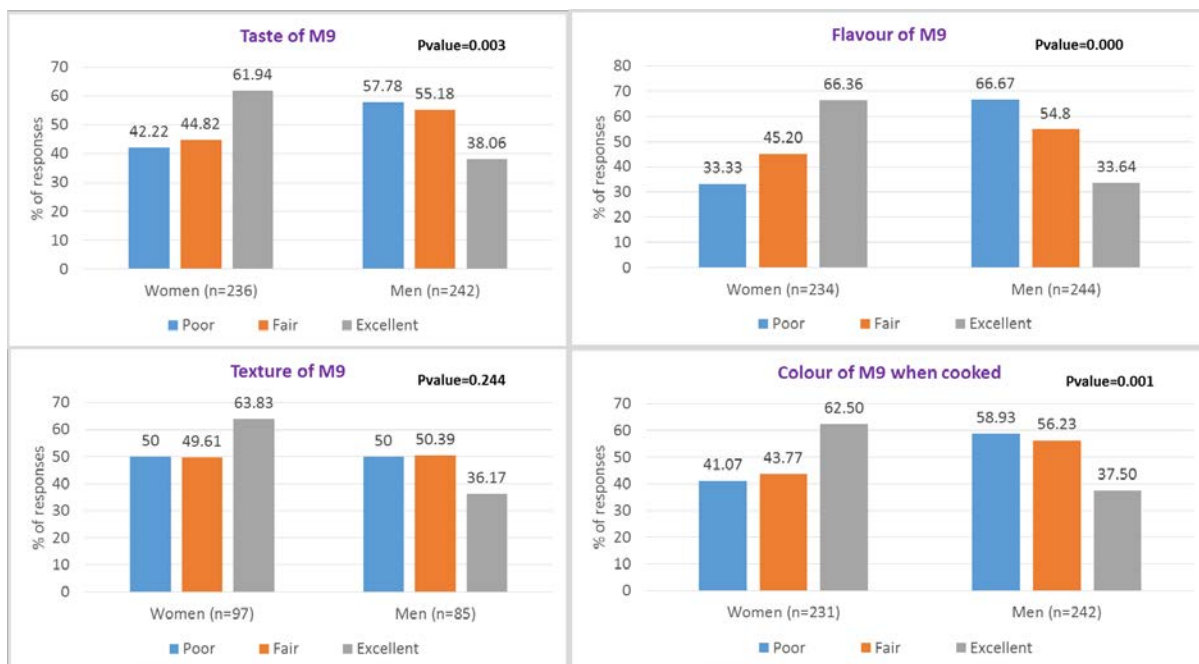 Taste of M9
Pvalue=0.003
% of responses
70
60
50
40
30
20
10
0
42.22 44.82 61.94 57.78 55.18 38.06
Women (n=236) Men (n=242)
Poor Fair Excellent
Flavour of M9
Pvalue=0.000
% of responses
80
70
60
50
40
30
20
10
0
33.33 45.20 66.36 66.67 54.8 33.64
Women (n=234) Men (n=244)
Poor Fair Excellent
Texture of M9
Pvalue=0.244
% of responses
70
60
50
40
30
20
10
0
50 49.61 63.83 50 50.39 36.17
Women (n=97) Men (n=85)
Poor Fair Excellent
Colour of M9 when cooked
Pvalue=0.001
% of responses
70
60
50
40
30
20
10
0
41.07 43.77 62.50 58.93 56.23 37.50
Women (n=231) Men (n=242)
Poor Fair Excellent